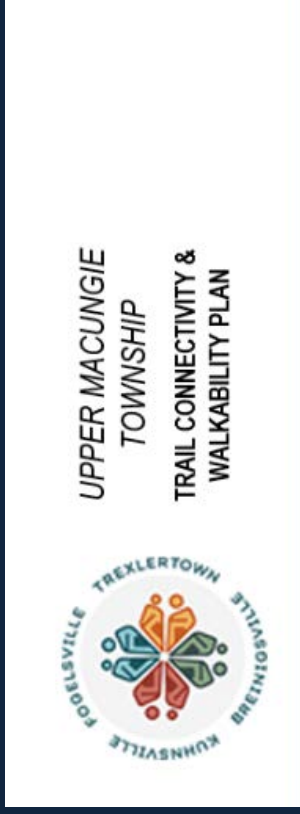 UPPER MACUNGIE
TOWNSHIP
TRAIL CONNECTIVITY &
WALKABILITY PLAN
FOGELSVILLE
TREXLERTOWN
BREINIGSVILLE
KUHNSVILLE